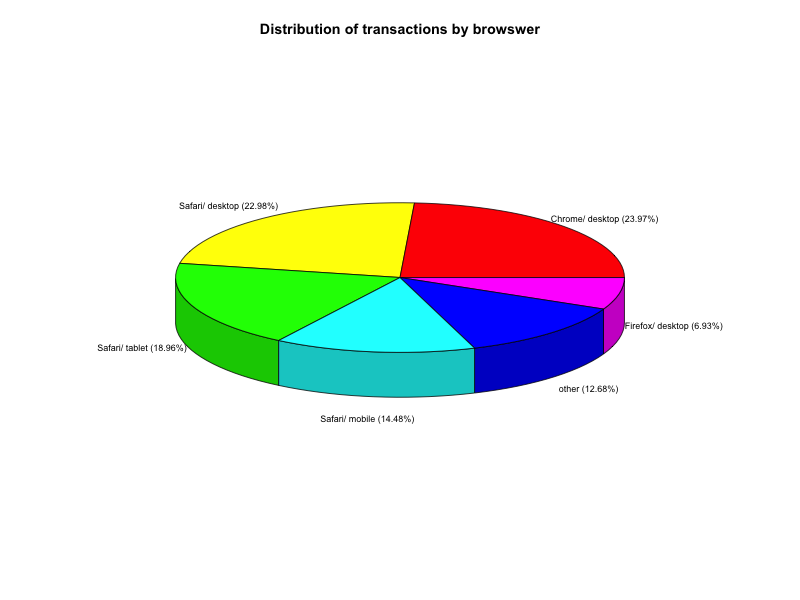 Distribution of transactions by browswer
Safari/ desktop (22.98%)
Chrome/ desktop (23.97%)
Firefox/ desktop (6.93%)
Safari/ tablet (18.96%)
other (12.68%)
Safari/ mobile (14.48%)